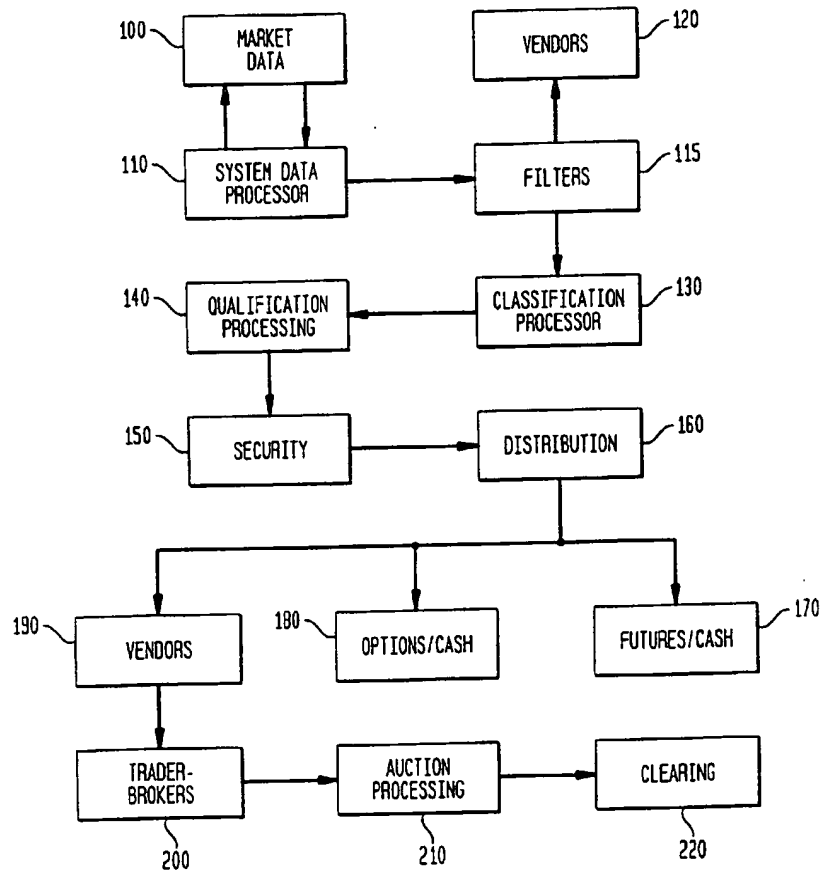 100
MARKET
DATA
VENDORS
120
110
SYSTEM DATA
PROCESSOR
FILTERS
115
140
QUALIFICATION
PROCESSING
CLASSIFICATION
PROCESSOR
130
150
SECURITY
DISTRIBUTION
160
190
VENDORS
180
OPTIONS/CASH
FUTURES/CASH
170
TRADER-
BROKERS
AUCTION
PROCESSING
CLEARING
200
210
220